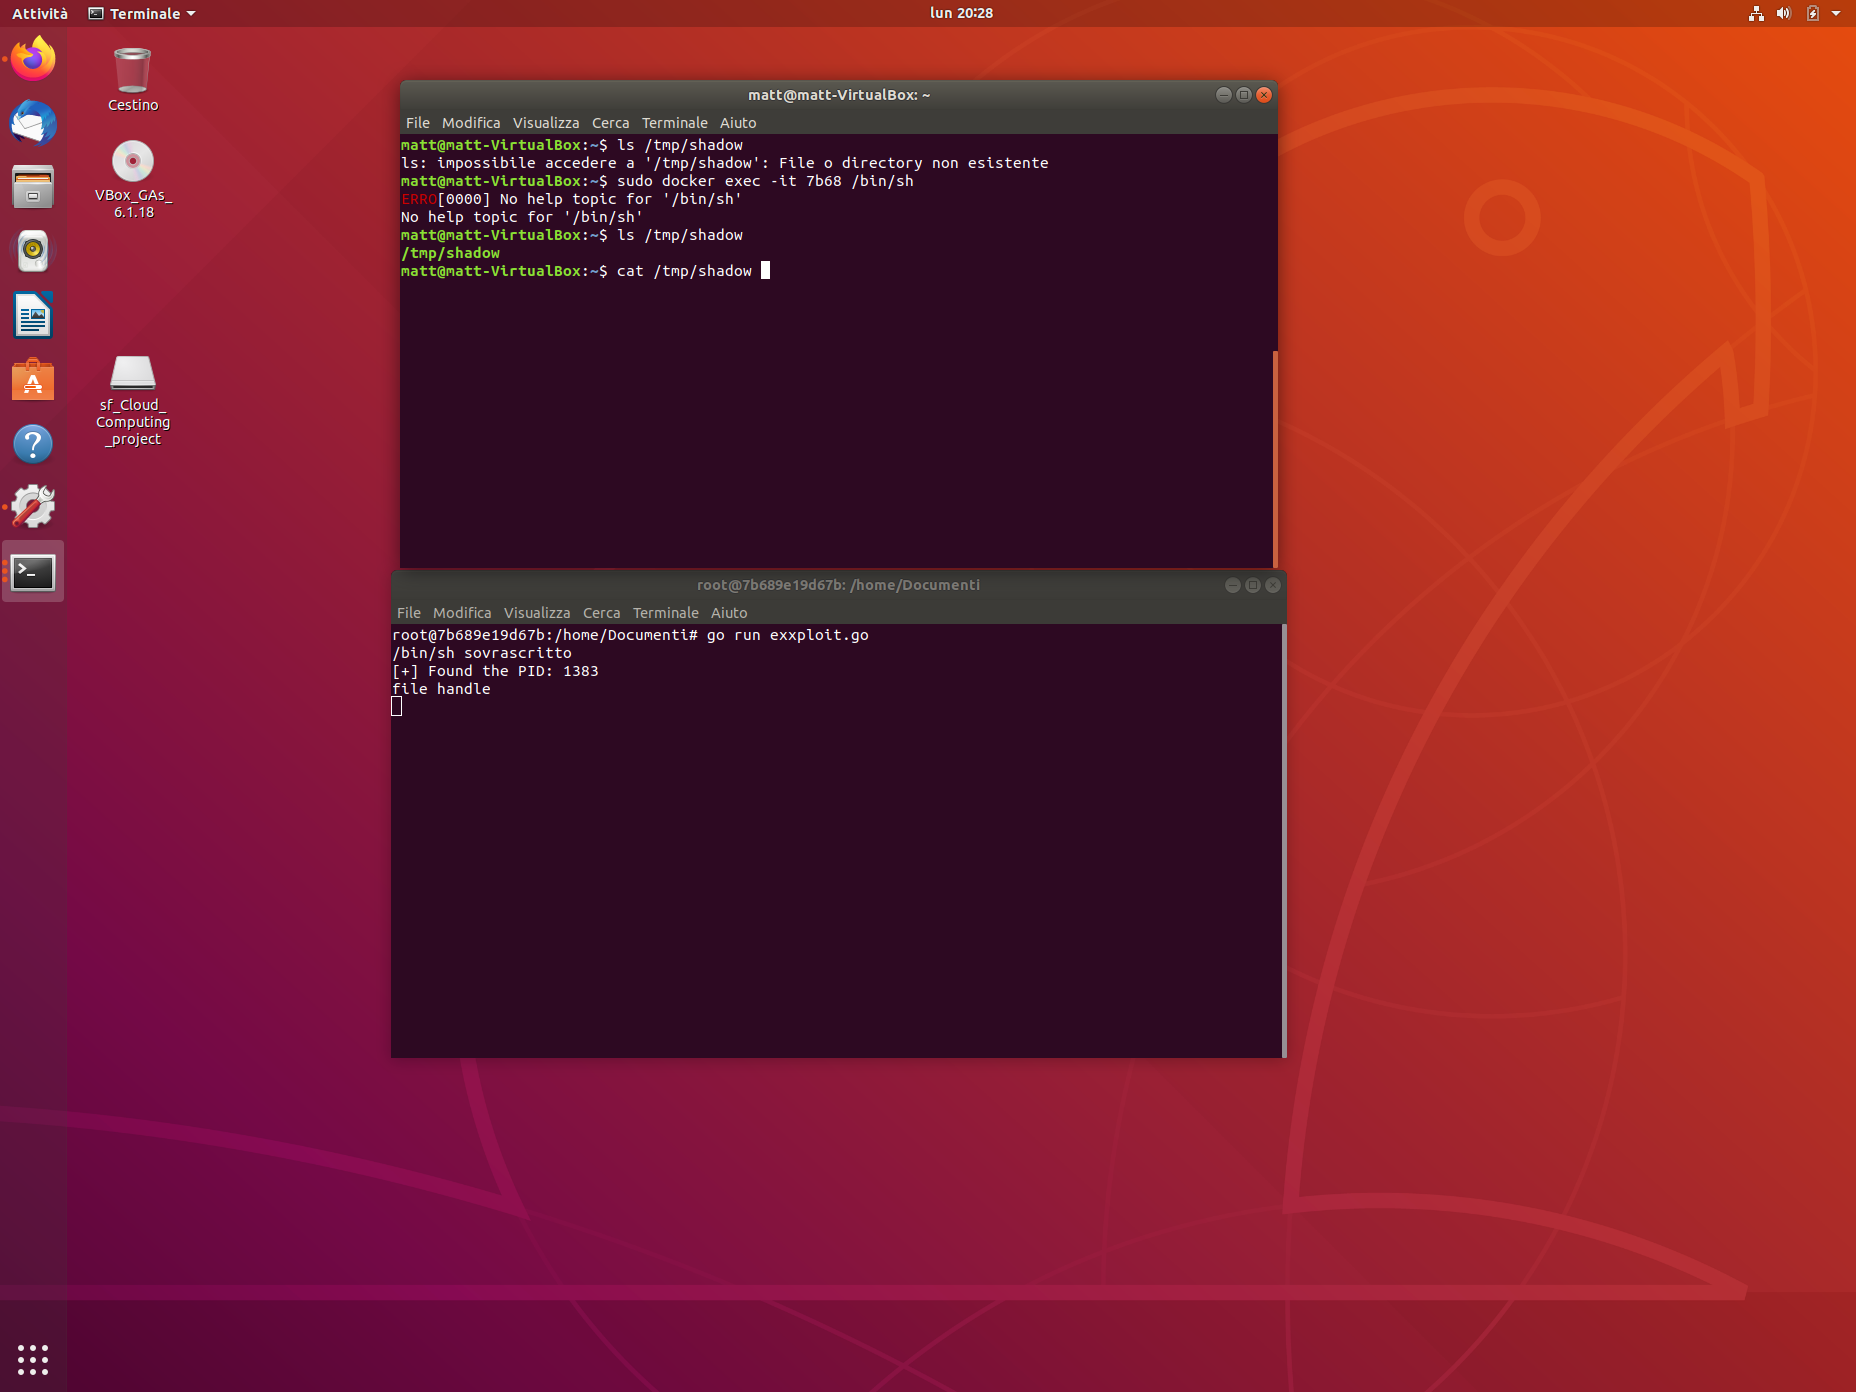 Attività Terminale lun 20:28
Cestino
VBox_GAs_
6.1.18
sf_Cloud_
Computing
_project
matt@matt-VirtualBox: ~
File Modifica Visualizza Cerca Terminale Aiuto
matt@matt-VirtualBox:~$ ls /tmp/shadow
ls: impossibile accedere a '/tmp/shadow': File o directory non esistente
matt@matt-VirtualBox:~$ sudo docker exec -it 7b68 /bin/sh
ERRO[0000] No help topic for '/bin/sh'
No help topic for '/bin/sh'
matt@matt-VirtualBox:~$ ls /tmp/shadow
/tmp/shadow
matt@matt-VirtualBox:~$ cat /tmp/shadow
root@7b689e19d67b: /home/Documenti
File Modifica Visualizza Cerca Terminale Aiuto
root@7b689e19d67b:/home/Documenti# go run exxploit.go
/bin/sh sovrascritto
[+] Found the PID: 1383
file handle